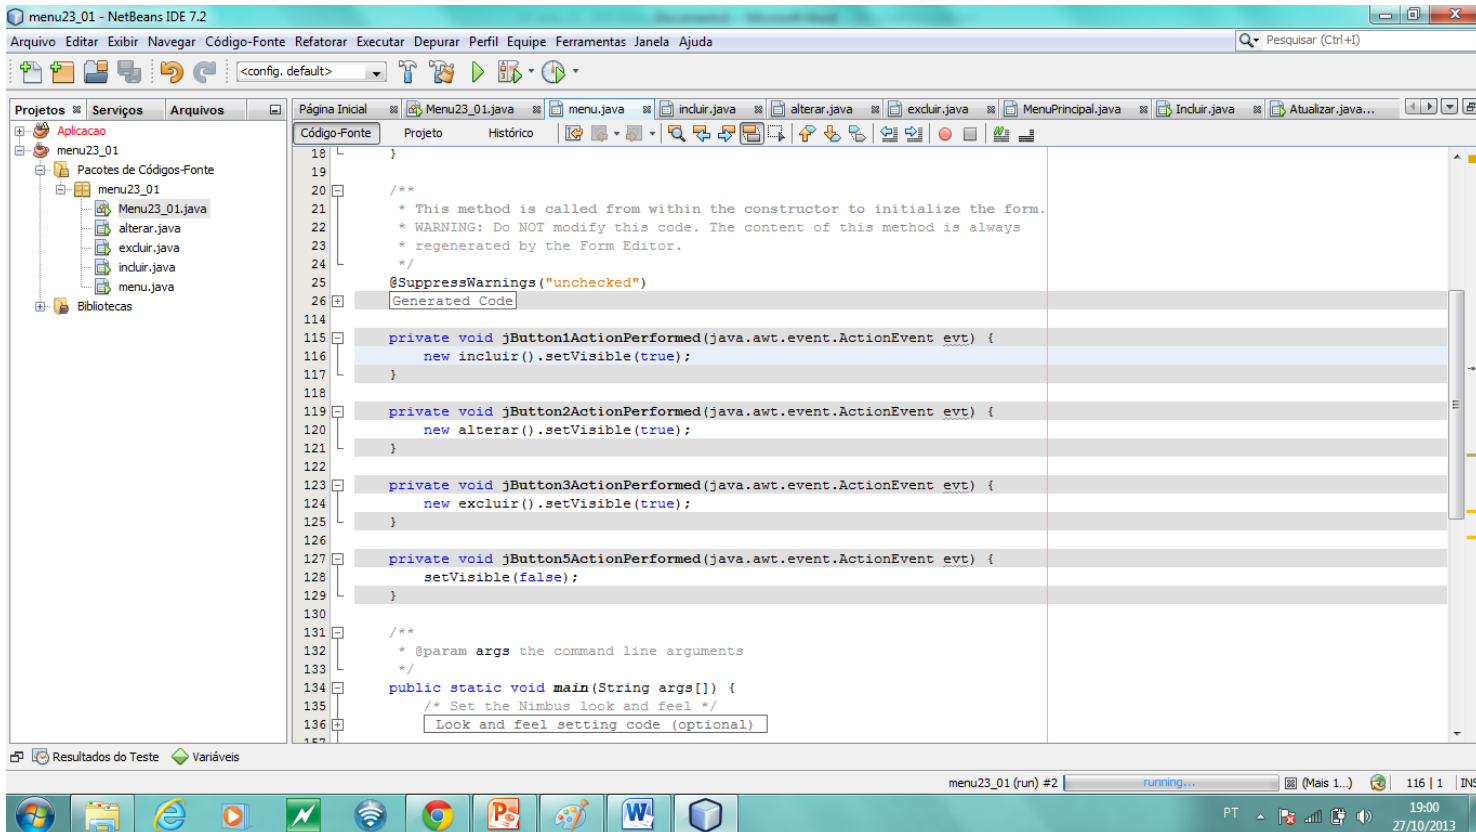 menu23_01 - NetBeans IDE 7.2
Arquivo Editar Exibir Navegar Código-Fonte Refatorar Executar Depurar Perfil Equipe Ferramentas Janela Ajuda
Pesquisar (Ctrl+I)
<config. default>
Projetos Serviços Arquivos
Página Inicial Menu23_01.java menu.java incluir.java alterar.java excluir.java MenuPrincipal.java Incluir.java Atualizar.java...
Aplicacao
menu23_01
Pacotes de Códigos-Fonte
menu23_01
Menu23_01.java
alterar.java
excluir.java
incluir.java
menu.java
Bibliotecas
Código-Fonte Projeto Histórico
18 }
19
20 /**
21 * This method is called from within the constructor to initialize the form.
22 * WARNING: Do NOT modify this code. The content of this method is always
23 * regenerated by the Form Editor.
24 */
25 @SuppressWarnings("unchecked")
26 Generated Code
114
115 private void jButton1ActionPerformed(java.awt.event.ActionEvent evt) {
116 new incluir().setVisible(true);
117 }
118
119 private void jButton2ActionPerformed(java.awt.event.ActionEvent evt) {
120 new alterar().setVisible(true);
121 }
122
123 private void jButton3ActionPerformed(java.awt.event.ActionEvent evt) {
124 new excluir().setVisible(true);
125 }
126
127 private void jButton5ActionPerformed(java.awt.event.ActionEvent evt) {
128 setVisible(false);
129 }
130
131 /**
132 * @param args the command line arguments
133 */
134 public static void main(String args[]) {
135 /* Set the Nimbus look and feel */
136 Look and feel setting code (optional)
157
Resultados do Teste Variáveis
menu23_01 (run) #2 running... (Mais 1...) 116 | 1 INS
PT 19:00
27/10/2013